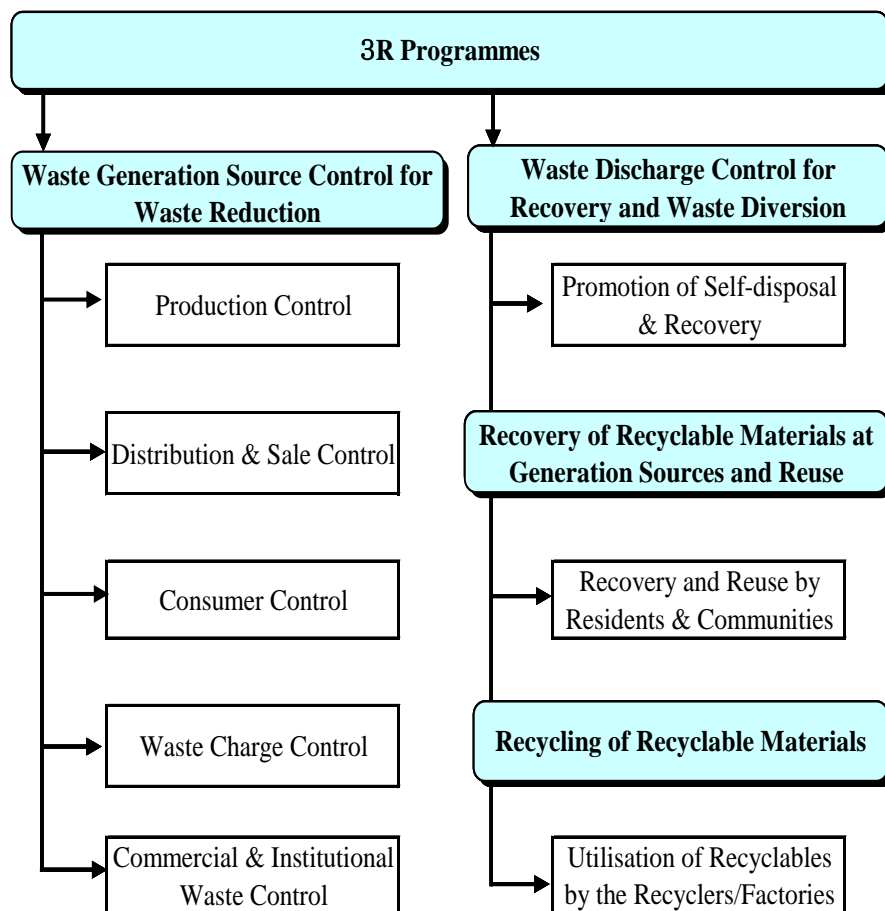 3R Programmes
Waste Generation Source Control for
Waste Reduction
Production Control
Distribution & Sale Control
Consumer Control
Waste Charge Control
Commercial & Institutional
Waste Control
Waste Discharge Control for
Recovery and Waste Diversion
Promotion of Self-disposal
& Recovery
Recovery of Recyclable Materials at
Generation Sources and Reuse
Recovery and Reuse by
Residents & Communities
Recycling of Recyclable Materials
Utilisation of Recyclables
by the Recyclers/Factories